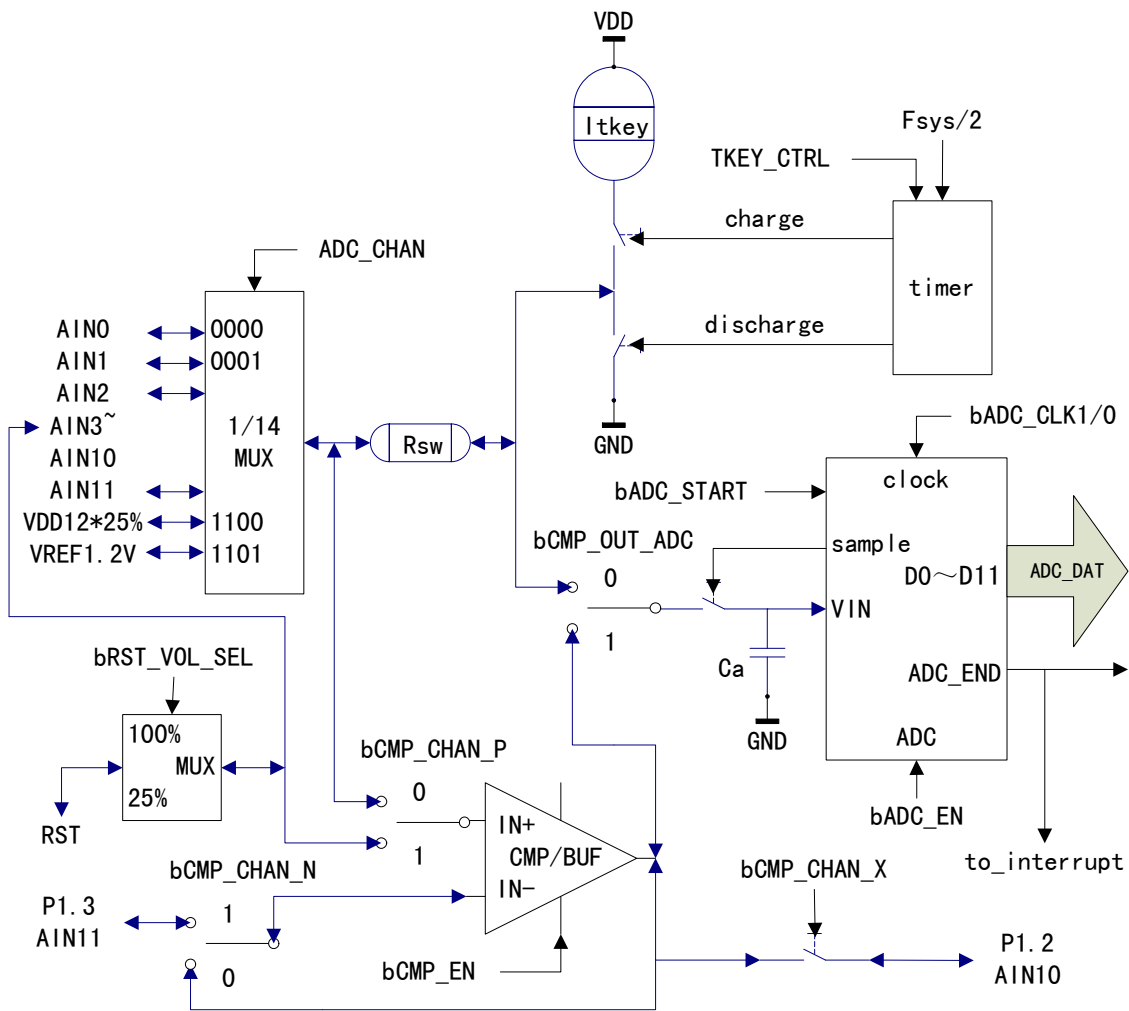 VDD
Itkey
Fsys/2
TKEY_CTRL
charge
timer
discharge
GND
ADC_CHAN
AIN0
0000
AIN1
0001
AIN2
AIN3~
AIN10
1/14
MUX
AIN11
VDD12*25%
1100
VREF1.2V
1101
Rsw
bADC_CLK1/0
clock
bADC_START
bCMP_OUT_ADC
sample
0
D0～D11
ADC_DAT
VIN
1
Ca
ADC_END
GND
ADC
bADC_EN
to_interrupt
bRST_VOL_SEL
100%
MUX
25%
RST
bCMP_CHAN_P
0
IN+
1
CMP/BUF
IN-
bCMP_CHAN_N
P1.3
1
AIN11
0
bCMP_EN
bCMP_CHAN_X
P1.2
AIN10